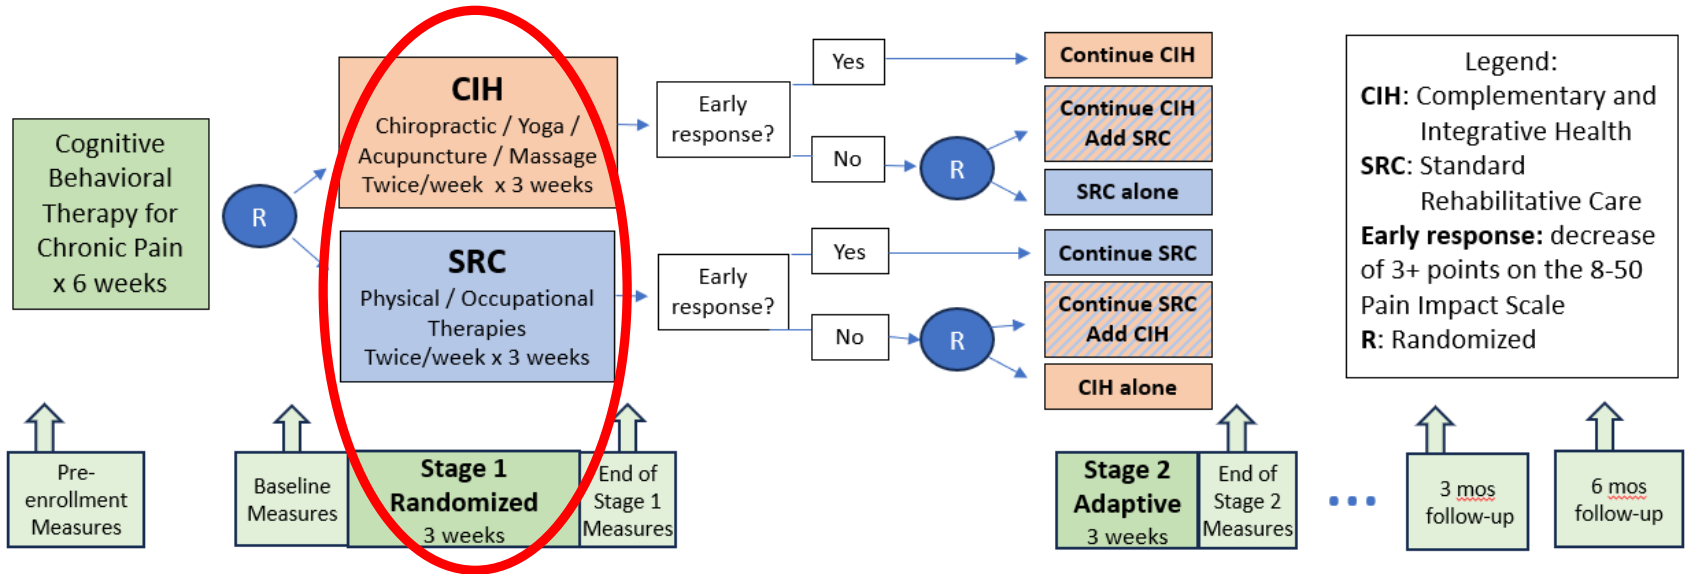 Cognitive
Behavioral
Therapy for
Chronic Pain
x 6 weeks
R
CIH
Chiropractic / Yoga /
Acupuncture / Massage
Twice/week x 3 weeks
SRC
Physical / Occupational
Therapies
Twice/week x 3 weeks
Early
response?
Yes
No
R
Early
response?
Yes
No
R
Continue CIH
Continue CIH
Add SRC
SRC alone
Continue SRC
Continue SRC
Add CIH
CIH alone
Legend:
CIH: Complementary and
Integrative Health
SRC: Standard
Rehabilitative Care
Early response: decrease
of 3+ points on the 8-50
Pain Impact Scale
R: Randomized
Pre-
enrollment
Measures
Baseline
Measures
Stage 1
Randomized
3 weeks
End of
Stage 1
Measures
Stage 2
Adaptive
3 weeks
End of
Stage 2
Measures
3 mos
follow-up
6 mos
follow-up